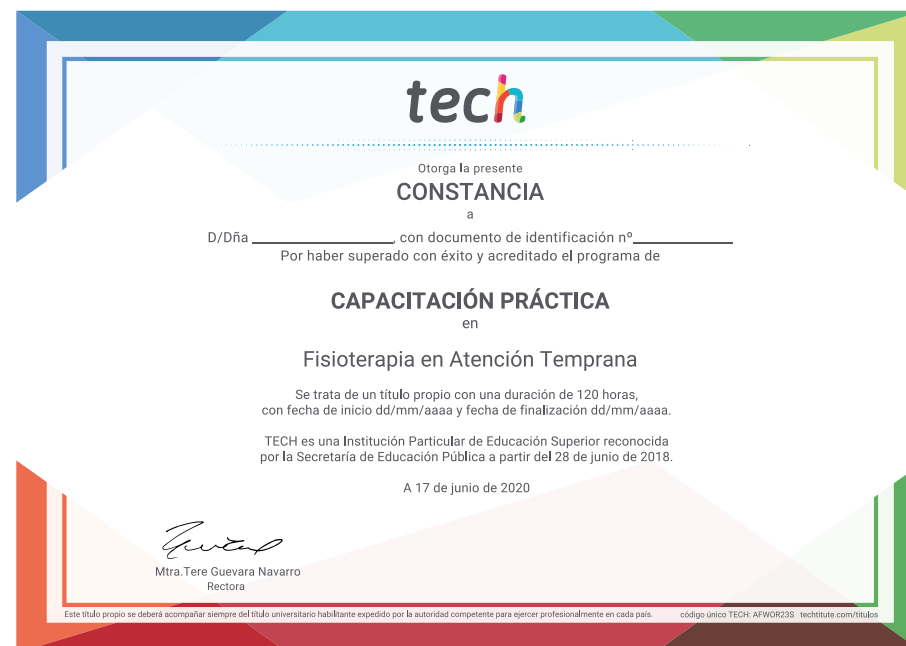 tech
Otorga la presente
CONSTANCIA
a
D/Dña ____________________, con documento de identificación nº______________
Por haber superado con éxito y acreditado el programa de
CAPACITACIÓN PRÁCTICA
en
Fisioterapia en Atención Temprana
Se trata de un título propio con una duración de 120 horas,
con fecha de inicio dd/mm/aaaa y fecha de finalización dd/mm/aaaa.
TECH es una Institución Particular de Educación Superior reconocida
por la Secretaría de Educación Pública a partir del 28 de junio de 2018.
A 17 de junio de 2020
Mtra.Tere Guevara Navarro
Rectora
Este título propio se deberá acompañar siempre del título universitario habilitante expedido por la autoridad competente para ejercer profesionalmente en cada país. código único TECH: AFWOR23S techtitute.com/titulos